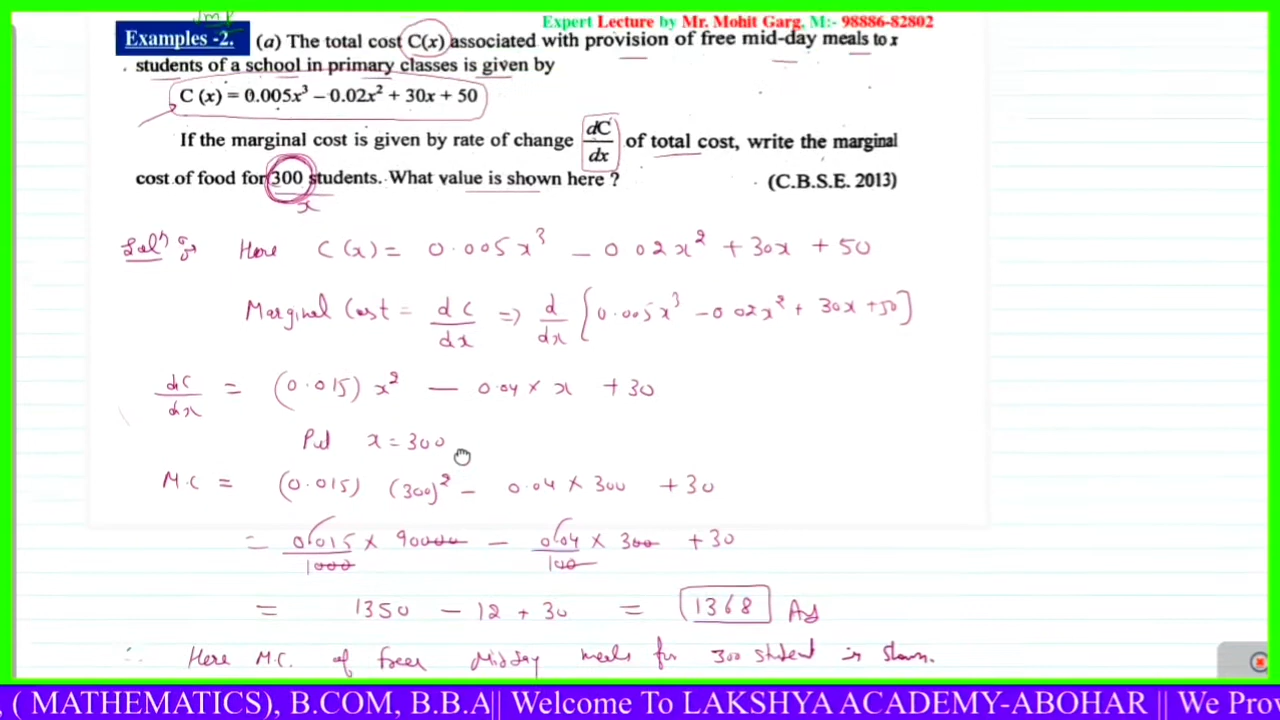 Imp
Expert Lecture by Mr. Mohit Garg. M:- 98886-82802
Examples -2. (a) The total cost C(x) associated with provision of free mid-day meals to x
students of a school in primary classes is given by
C (x) = 0.005x³ – 0.02x² + 30x + 50
If the marginal cost is given by rate of change dC/dx of total cost, write the marginal
cost of food for 300 students. What value is shown here ? (C.B.S.E. 2013)
x
Solⁿ :- Here C(x) = 0.005x³ – 0.02x² + 30x + 50
Marginal Cost = dC/dx => d/dx [0.005x³ – 0.02x² + 30x + 50]
dC/dx = (0.015) x² – 0.04 × x + 30
Put x = 300
M.C = (0.015) (300)² – 0.04 × 300 + 30
= 0.015/1000 × 90000 – 0.04/100 × 300 + 30
= 1350 – 12 + 30 = 1368 As
∴ Here M.C. of freer Midday meals for 300 student is shown.
, ( MATHEMATICS), B.COM, B.B.A|| Welcome To LAKSHYA ACADEMY-ABOHAR || We Prov